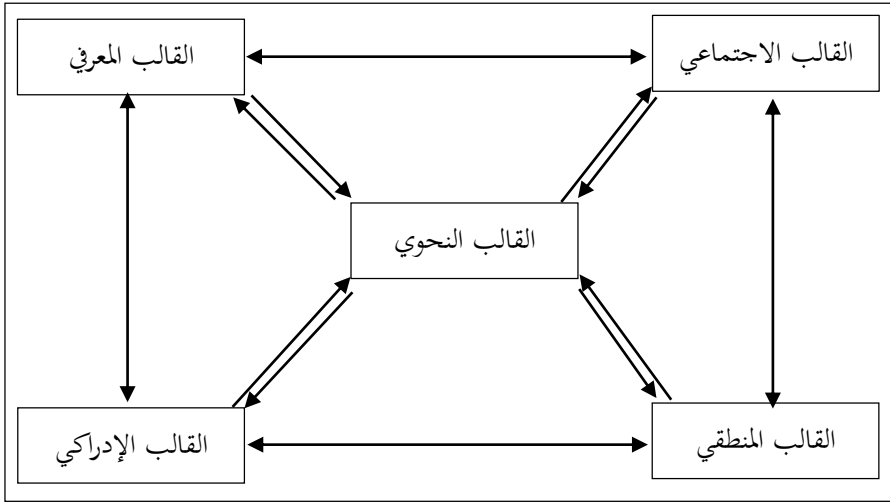 القالب الاجتماعي
القالب المعرفي
القالب النحوي
القالب المنطقي
القالب الإدراكي